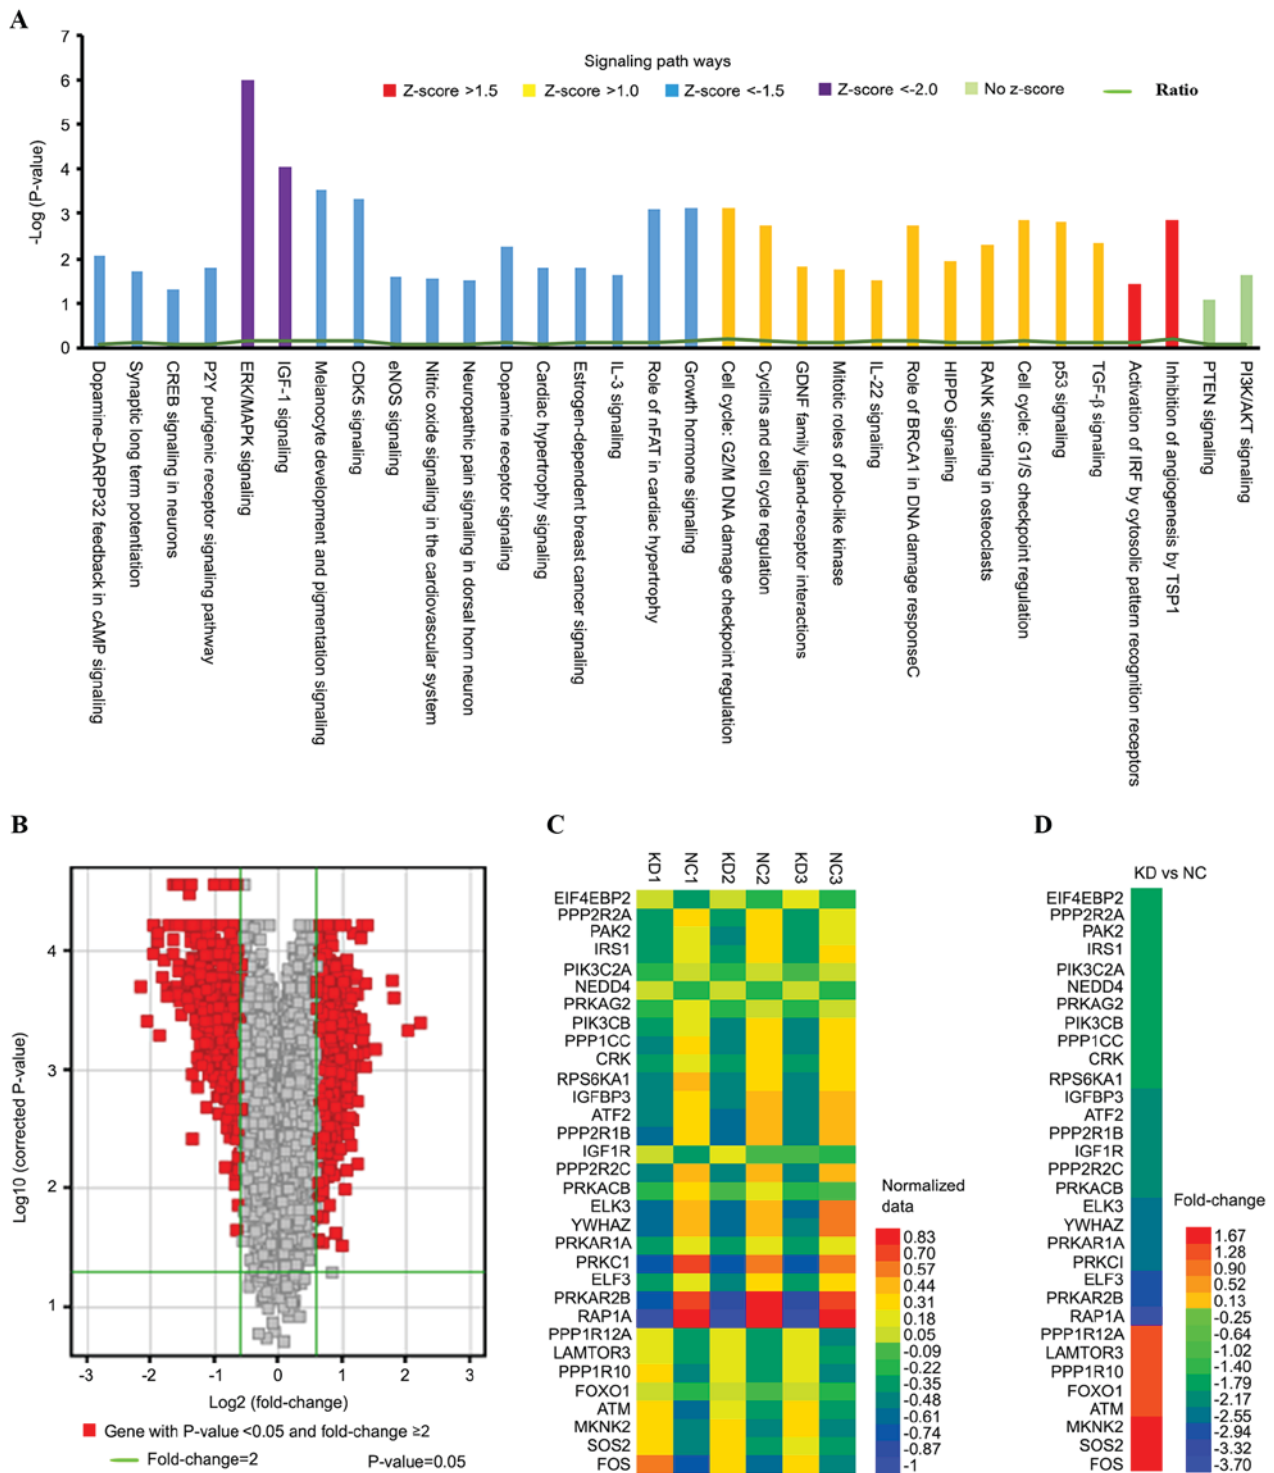 A
Signaling path ways
Z-score >1.5
Z-score >1.0
Z-score <-1.5
Z-score <-2.0
No z-score
Ratio
-Log (P-value)
7
6
5
4
3
2
1
0
Dopamine-DARPP32 feedback in cAMP signaling
Synaptic long term potentiation
CREB signaling in neurons
P2Y purigenic receptor signaling pathway
ERK/MAPK signaling
IGF-1 signaling
Melanocyte development and pigmentation signaling
CDK5 signaling
eNOS signaling
Nitric oxide signaling in the cardiovascular system
Neuropathic pain signaling in dorsal horn neuron
Dopamine receptor signaling
Cardiac hypertrophy signaling
Estrogen-dependent breast cancer signaling
IL-3 signaling
Role of nFAT in cardiac hypertrophy
Growth hormone signaling
Cell cycle: G2/M DNA damage checkpoint regulation
Cyclins and cell cycle regulation
GDNF family ligand-receptor interactions
Mitotic roles of polo-like kinase
IL-22 signaling
Role of BRCA1 in DNA damage responseC
HIPPO signaling
RANK signaling in osteoclasts
Cell cycle: G1/S checkpoint regulation
p53 signaling
TGF-β signaling
Activation of IRF by cytosolic pattern recognition receptors
Inhibition of angiogenesis by TSP1
PTEN signaling
PI3K/AKT signaling
B
Log10 (corrected P-value)
4
3
2
1
-3
-2
-1
0
1
2
3
Log2 (fold-change)
Gene with P-value <0.05 and fold-change ≥2
Fold-change=2
P-value=0.05
C
KD1
NC1
KD2
NC2
KD3
NC3
EIF4EBP2
PPP2R2A
PAK2
IRS1
PIK3C2A
NEDD4
PRKAG2
PIK3CB
PPP1CC
CRK
RPS6KA1
IGFBP3
ATF2
PPP2R1B
IGF1R
PPP2R2C
PRKACB
ELK3
YWHAZ
PRKAR1A
PRKC1
ELF3
PRKAR2B
RAP1A
PPP1R12A
LAMTOR3
PPP1R10
FOXO1
ATM
MKNK2
SOS2
FOS
Normalized
data
0.83
0.70
0.57
0.44
0.31
0.18
0.05
-0.09
-0.22
-0.35
-0.48
-0.61
-0.74
-0.87
-1
D
KD vs NC
EIF4EBP2
PPP2R2A
PAK2
IRS1
PIK3C2A
NEDD4
PRKAG2
PIK3CB
PPP1CC
CRK
RPS6KA1
IGFBP3
ATF2
PPP2R1B
IGF1R
PPP2R2C
PRKACB
ELK3
YWHAZ
PRKAR1A
PRKCI
ELF3
PRKAR2B
RAP1A
PPP1R12A
LAMTOR3
PPP1R10
FOXO1
ATM
MKNK2
SOS2
FOS
Fold-change
1.67
1.28
0.90
0.52
0.13
-0.25
-0.64
-1.02
-1.40
-1.79
-2.17
-2.55
-2.94
-3.32
-3.70